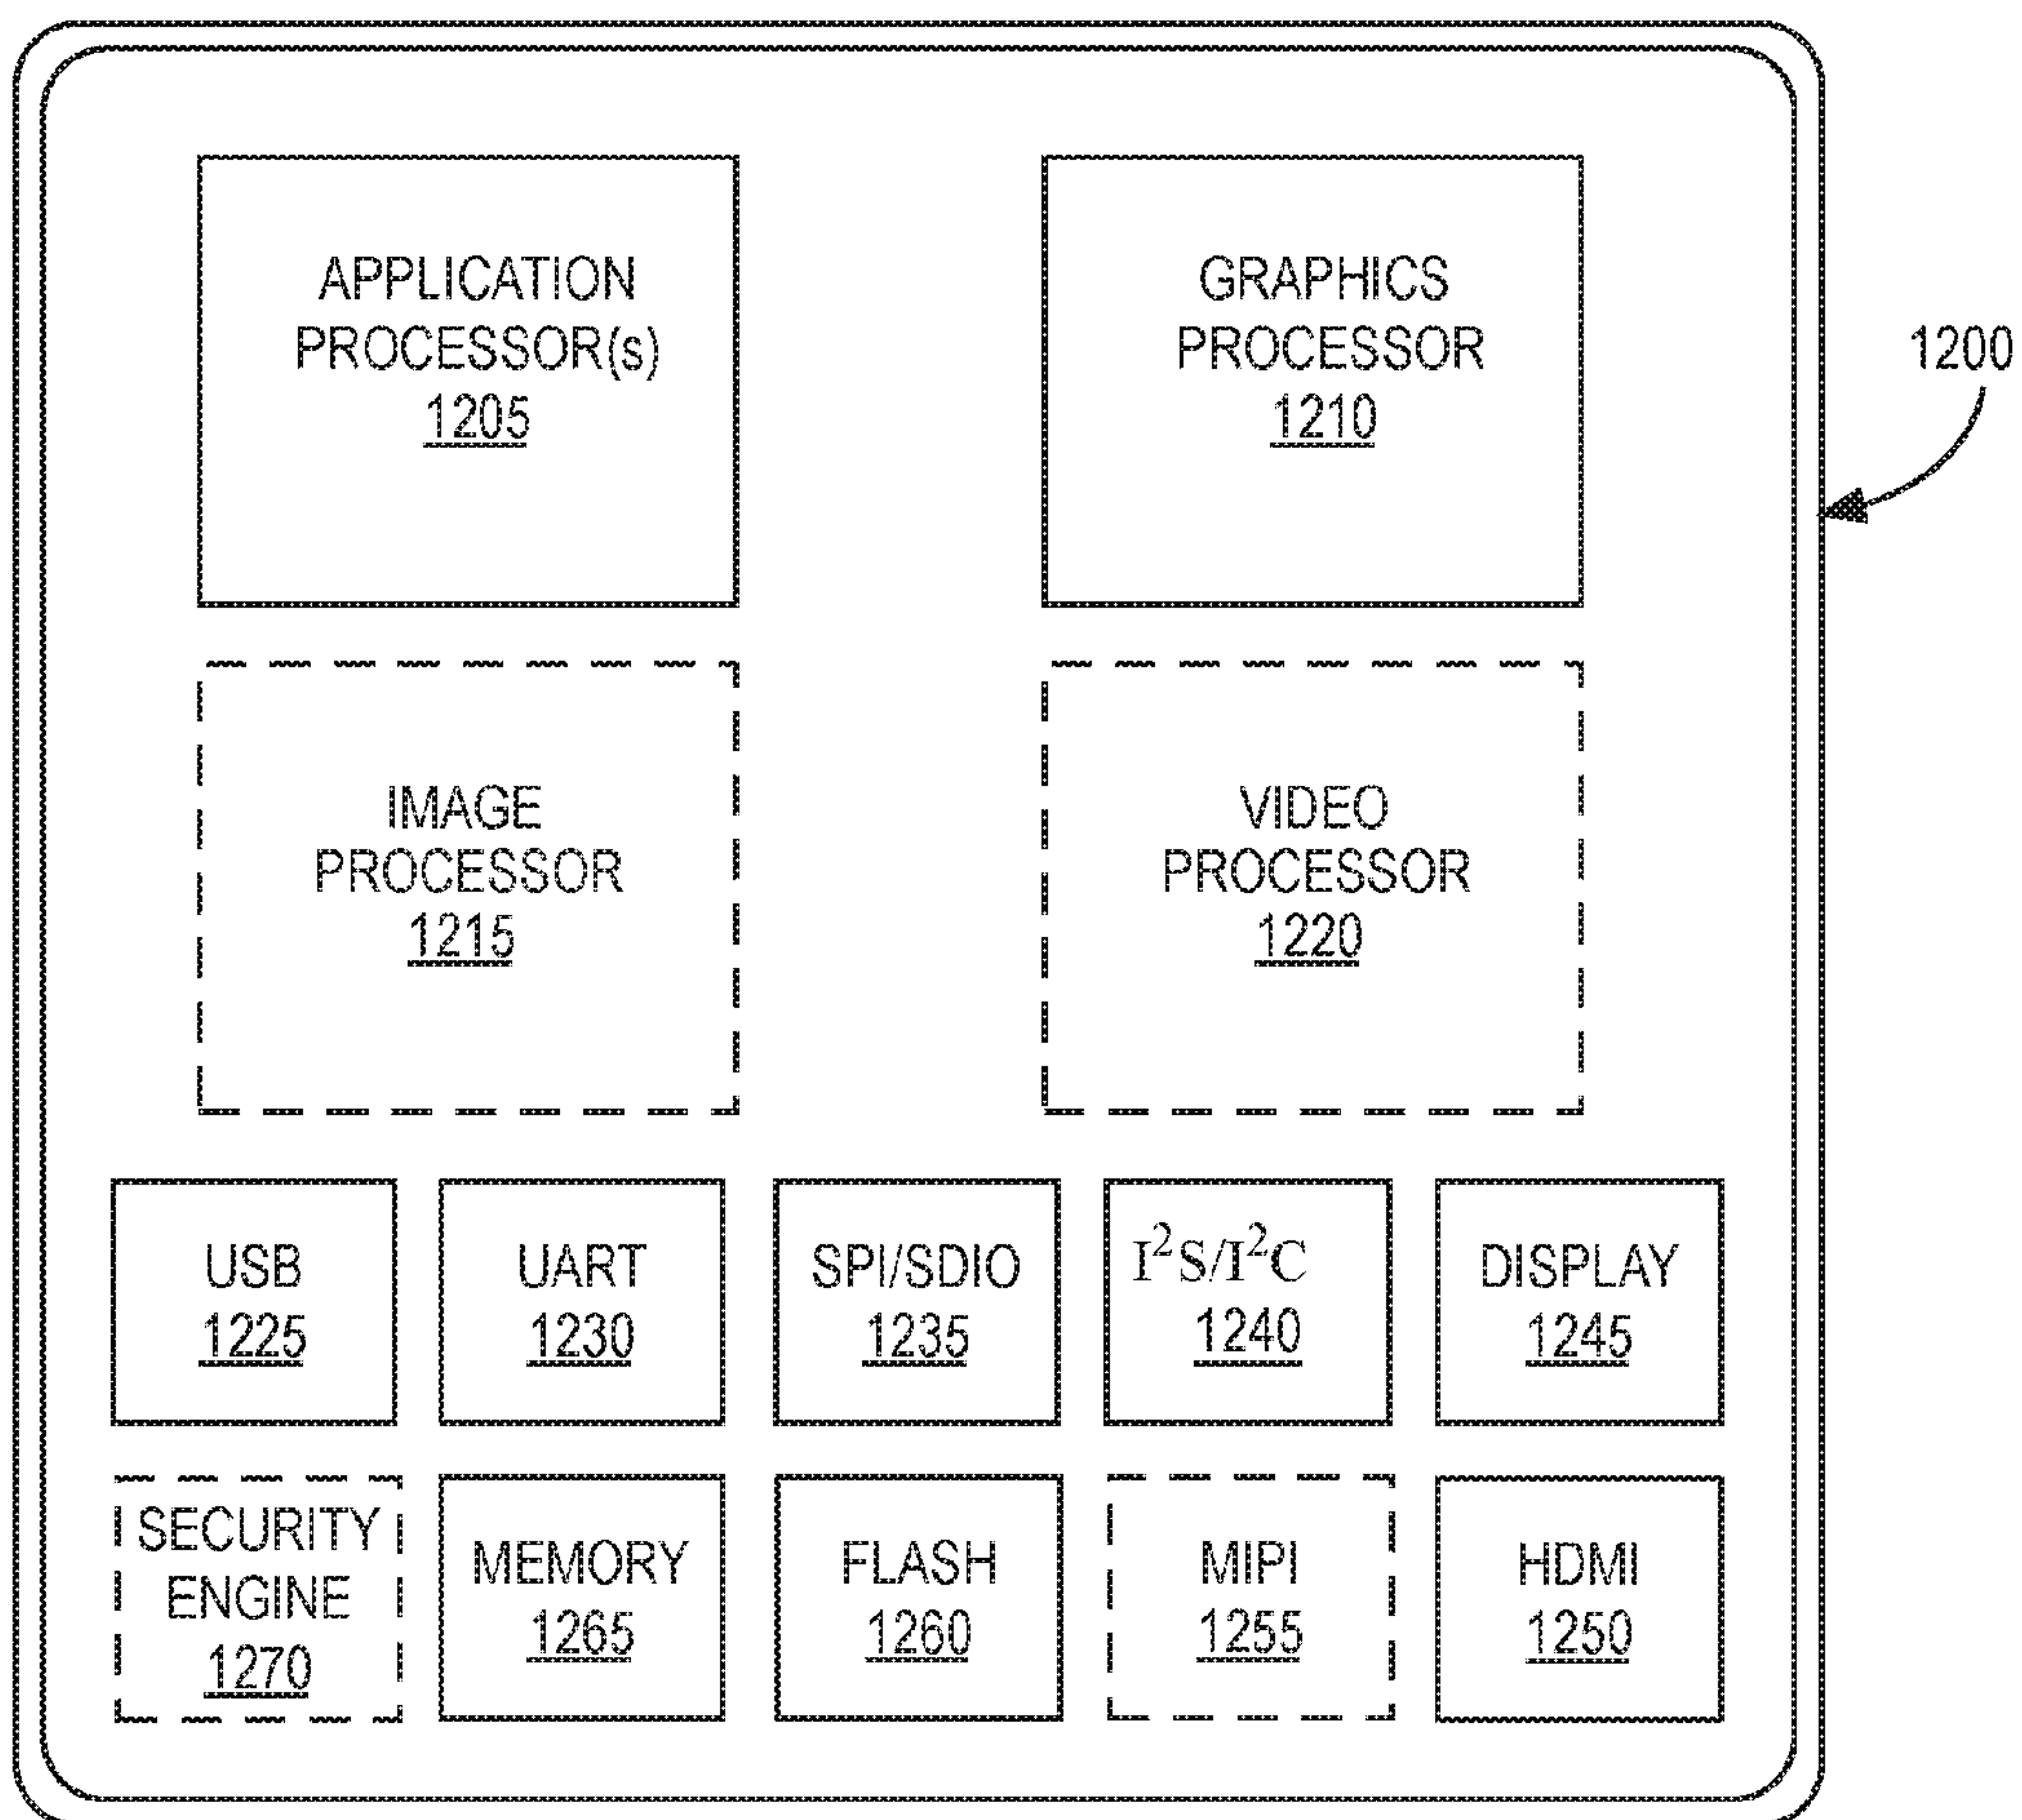 APPLICATION
PROCESSOR(s)
1205
GRAPHICS
PROCESSOR
1210
1200
IMAGE
PROCESSOR
1215
VIDEO
PROCESSOR
1220
USB
1225
UART
1230
SPI/SDIO
1235
I²S/I²C
1240
DISPLAY
1245
SECURITY
ENGINE
1270
MEMORY
1265
FLASH
1260
MIPI
1255
HDMI
1250